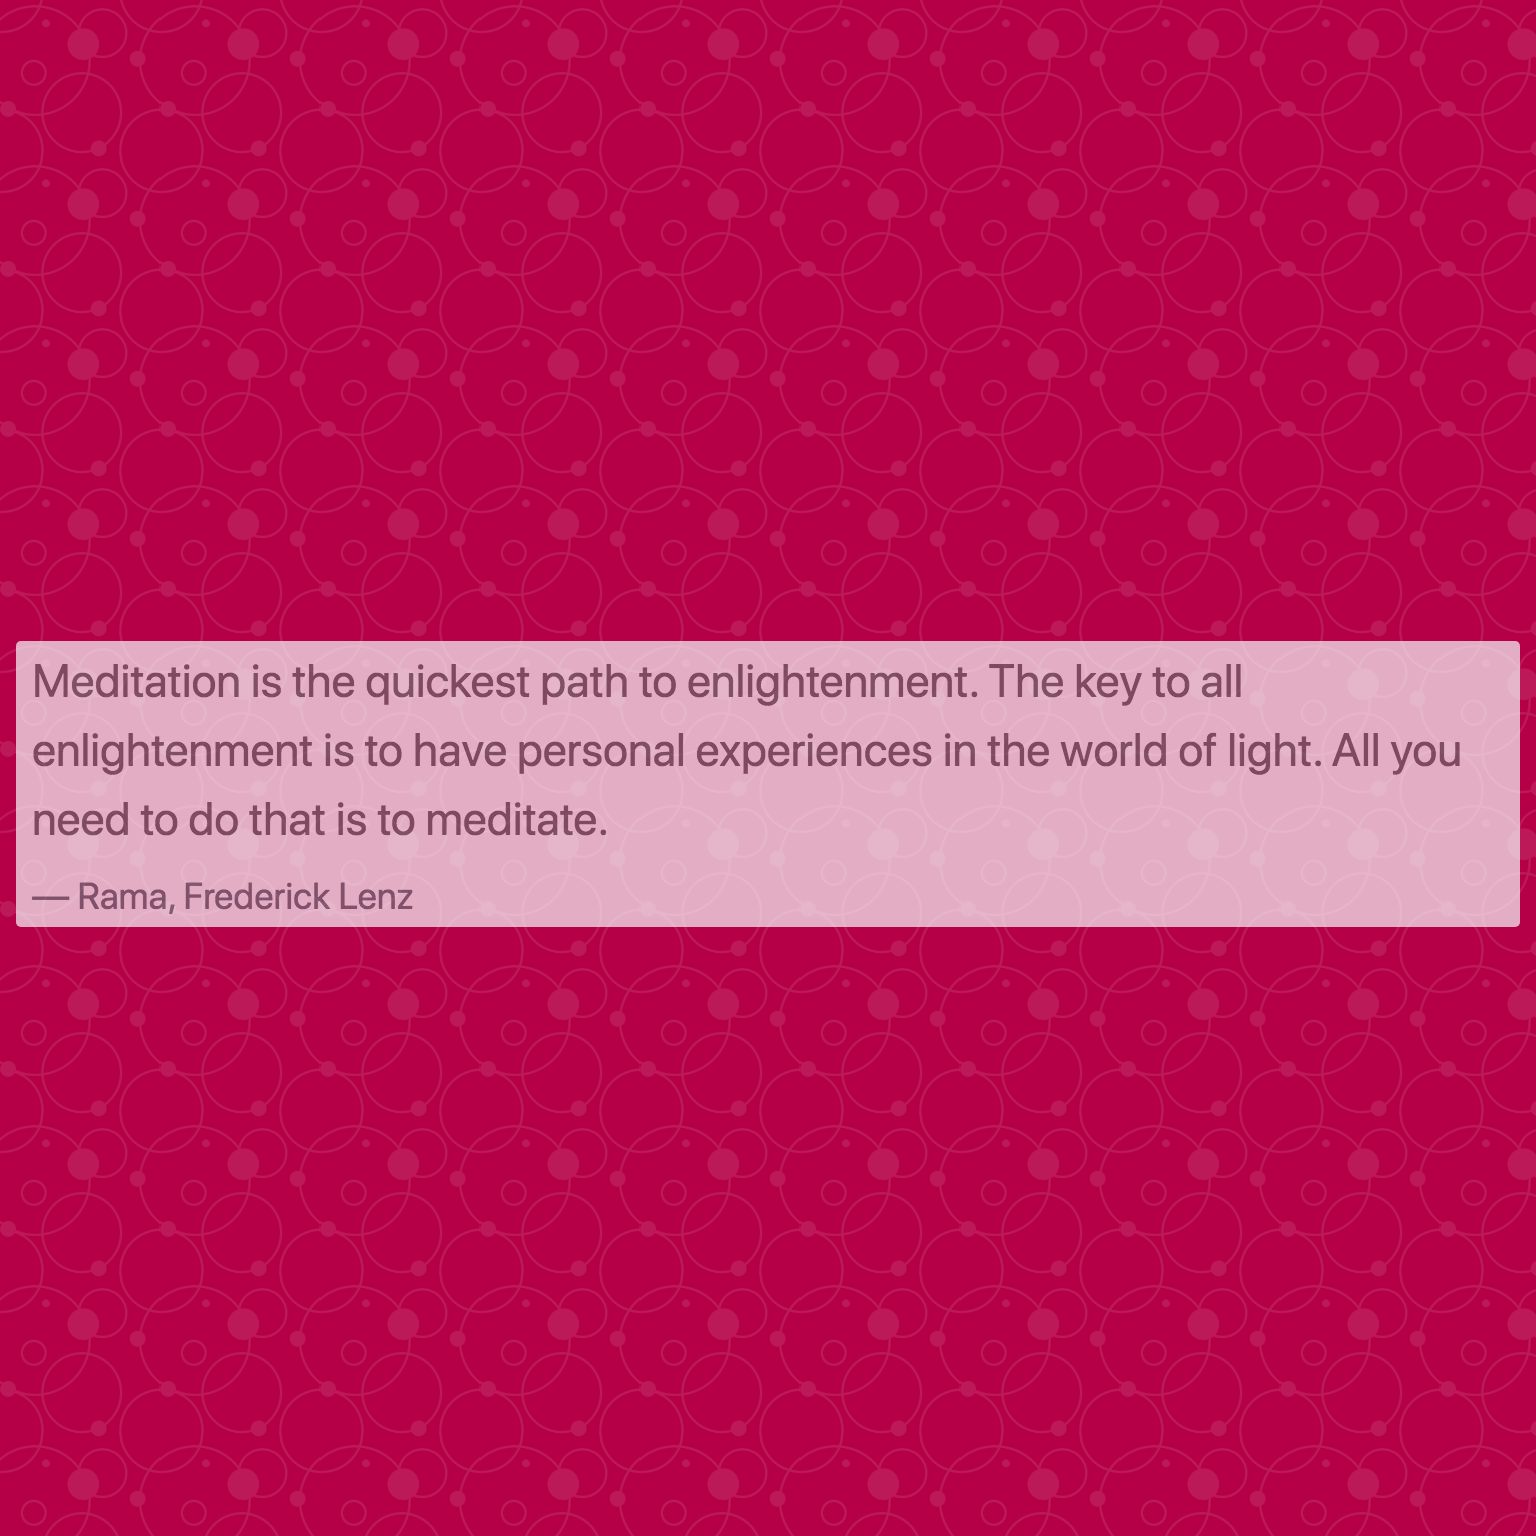 Meditation is the quickest path to enlightenment. The key to all
enlightenment is to have personal experiences in the world of light. All you
need to do that is to meditate.
— Rama, Frederick Lenz